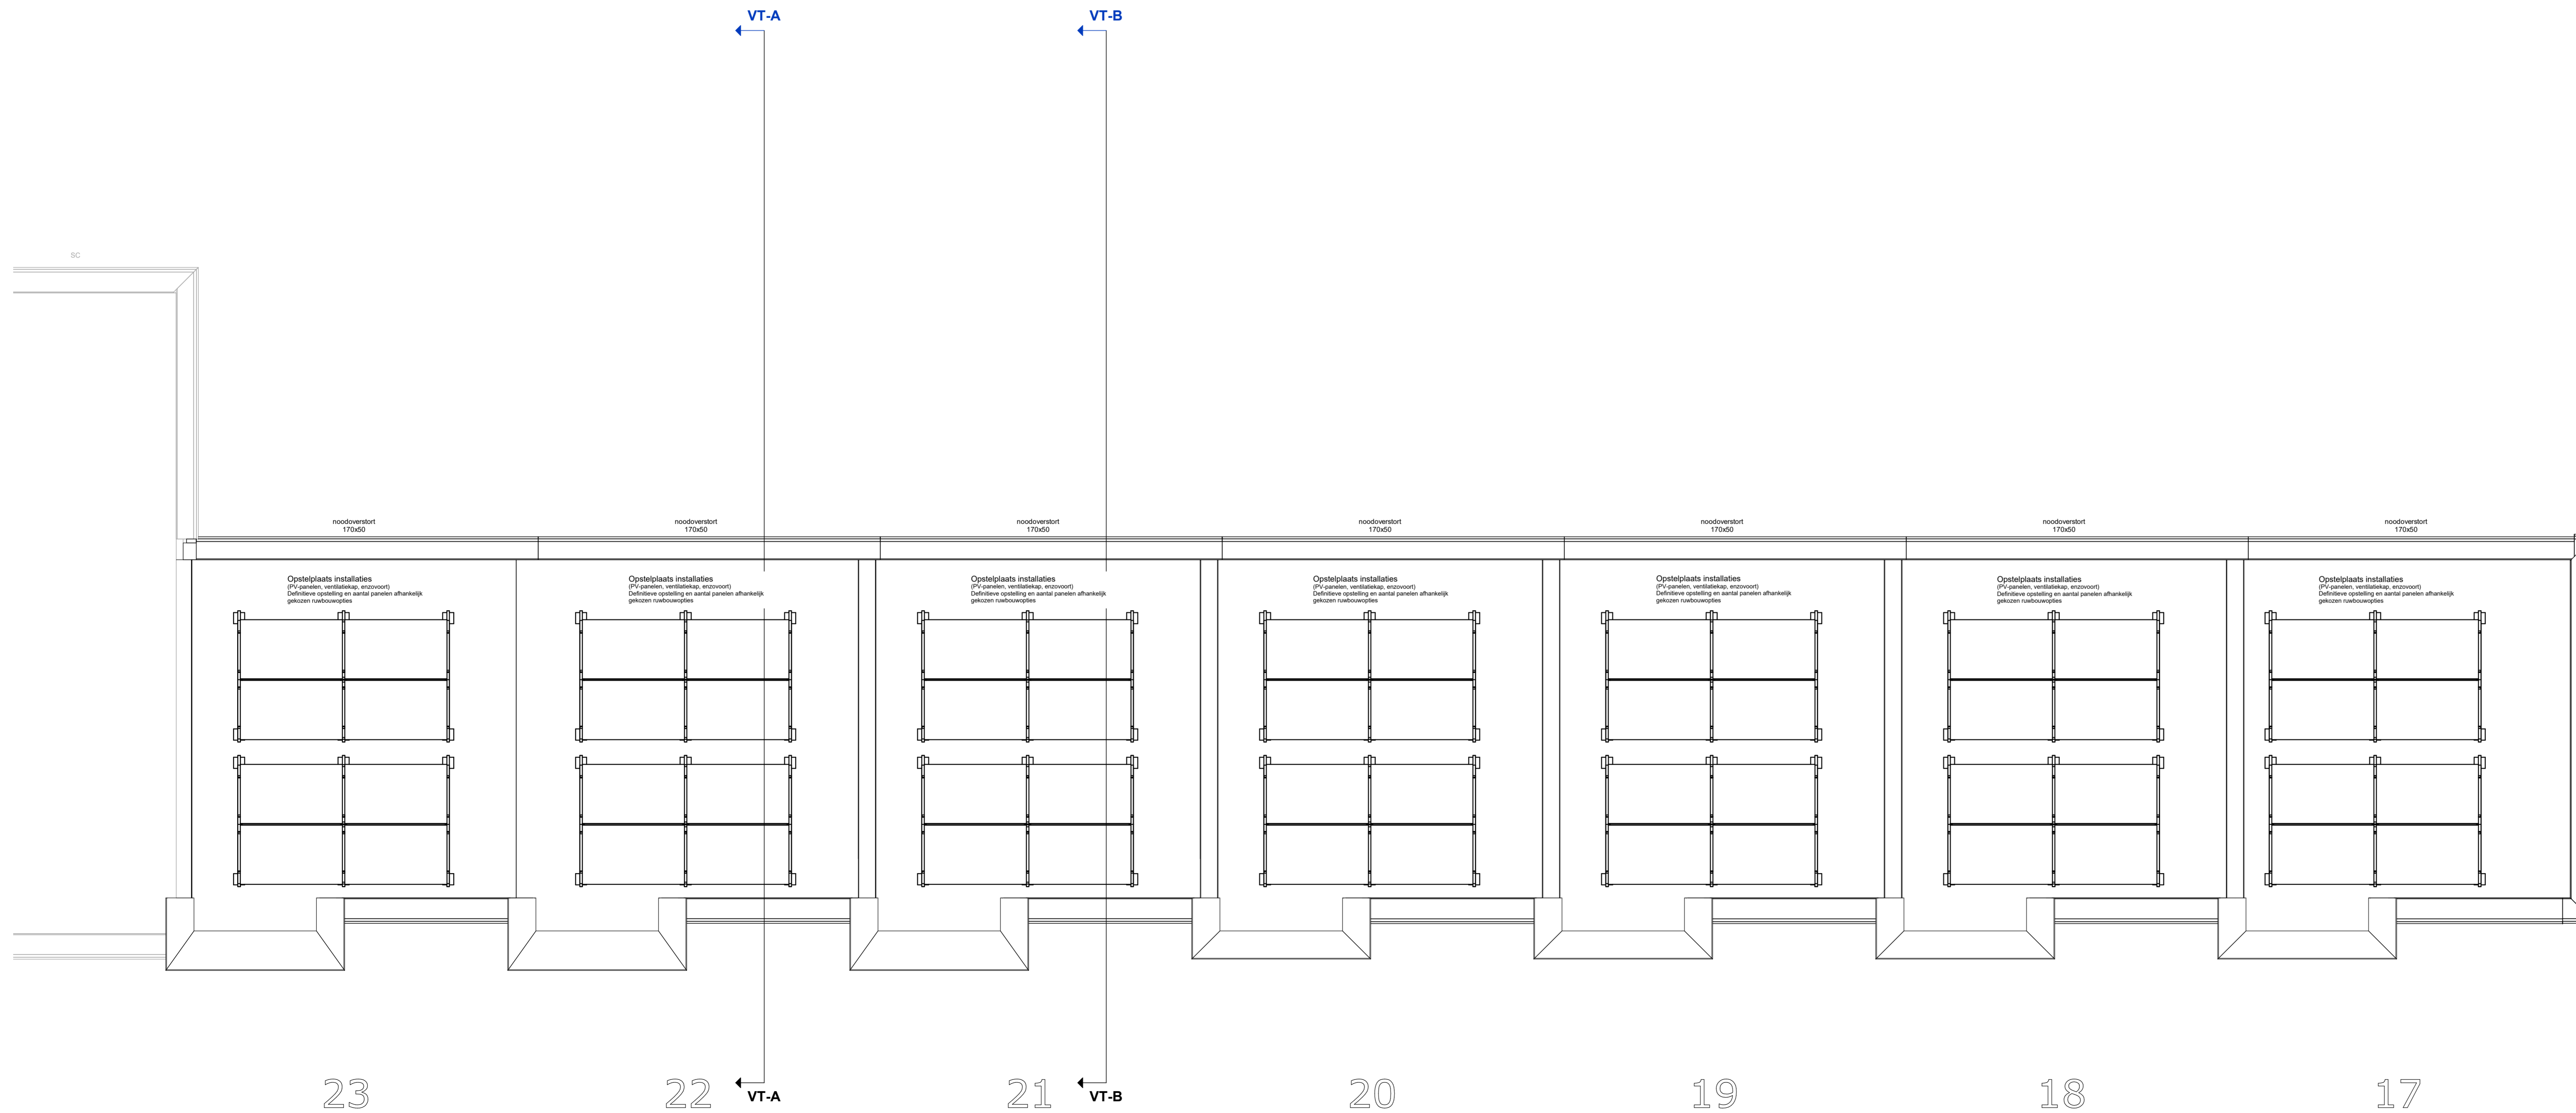 VT-A
VT-B
SC
noodoverstort
170x50
noodoverstort
170x50
noodoverstort
170x50
noodoverstort
170x50
noodoverstort
170x50
noodoverstort
170x50
noodoverstort
170x50
Opstelplaats installaties
(PV-panelen, ventilatiekap, enzovoort)
Definitieve opstelling en aantal panelen afhankelijk
gekozen ruwbouwopties
Opstelplaats installaties
(PV-panelen, ventilatiekap, enzovoort)
Definitieve opstelling en aantal panelen afhankelijk
gekozen ruwbouwopties
Opstelplaats installaties
(PV-panelen, ventilatiekap, enzovoort)
Definitieve opstelling en aantal panelen afhankelijk
gekozen ruwbouwopties
Opstelplaats installaties
(PV-panelen, ventilatiekap, enzovoort)
Definitieve opstelling en aantal panelen afhankelijk
gekozen ruwbouwopties
Opstelplaats installaties
(PV-panelen, ventilatiekap, enzovoort)
Definitieve opstelling en aantal panelen afhankelijk
gekozen ruwbouwopties
Opstelplaats installaties
(PV-panelen, ventilatiekap, enzovoort)
Definitieve opstelling en aantal panelen afhankelijk
gekozen ruwbouwopties
Opstelplaats installaties
(PV-panelen, ventilatiekap, enzovoort)
Definitieve opstelling en aantal panelen afhankelijk
gekozen ruwbouwopties
23
22
VT-A
21
VT-B
20
19
18
17